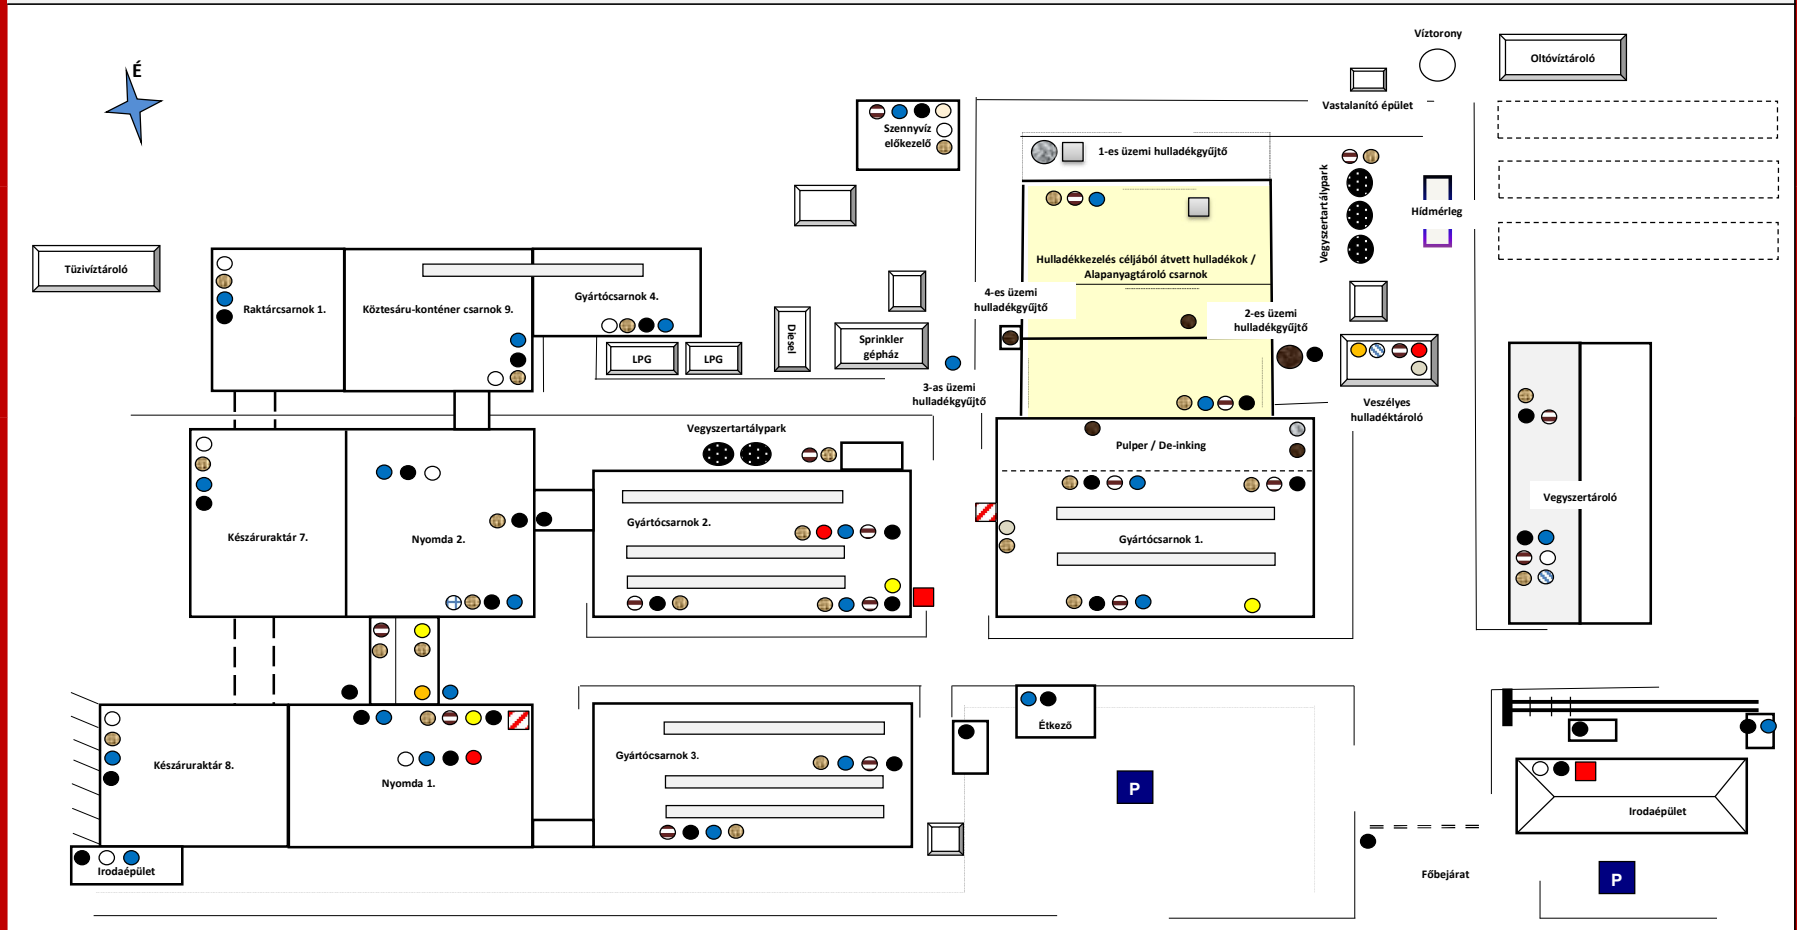 Víztorony
Oltóvíztároló
É
Vastalanító épület
Szennyvíz
előkezelő
1-es üzemi hulladékgyűjtő
Vegyszertartálypark
Hídmérleg
Tüzivíztároló
Hulladékkezelés céljából átvett hulladékok /
Alapanyagtároló csarnok
Raktárcsarnok 1.
Köztesáru-konténer csarnok 9.
Gyártócsarnok 4.
4-es üzemi
hulladékgyűjtő
2-es üzemi
hulladékgyűjtő
LPG
LPG
Diesel
Sprinkler
gépház
3-as üzemi
hulladékgyűjtő
Veszélyes
hulladéktároló
Vegyszertartálypark
Pulper / De-inking
Vegyszertároló
Készáruraktár 7.
Nyomda 2.
Gyártócsarnok 2.
Gyártócsarnok 1.
Étkező
Készáruraktár 8.
Nyomda 1.
Gyártócsarnok 3.
P
Irodaépület
Irodaépület
Főbejárat
P